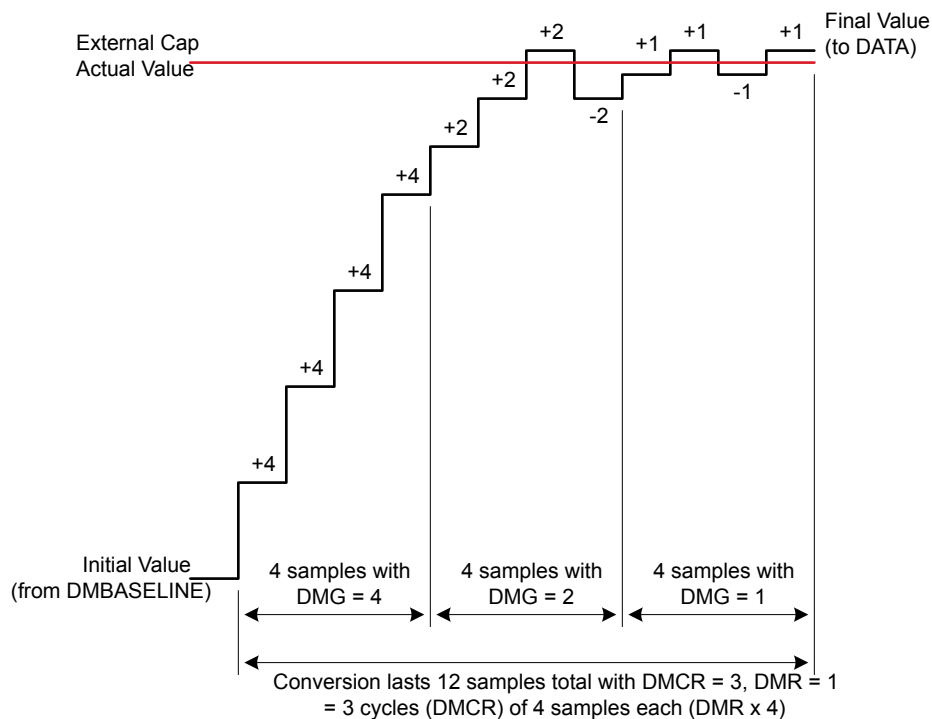 External Cap
Actual Value
Final Value
(to DATA)
+2
+1
+1
+1
+2
-2
-1
+2
+4
+4
+4
+4
Initial Value
(from DMBASELINE)
4 samples with
DMG = 4
4 samples with
DMG = 2
4 samples with
DMG = 1
Conversion lasts 12 samples total with DMCR = 3, DMR = 1
= 3 cycles (DMCR) of 4 samples each (DMR x 4)